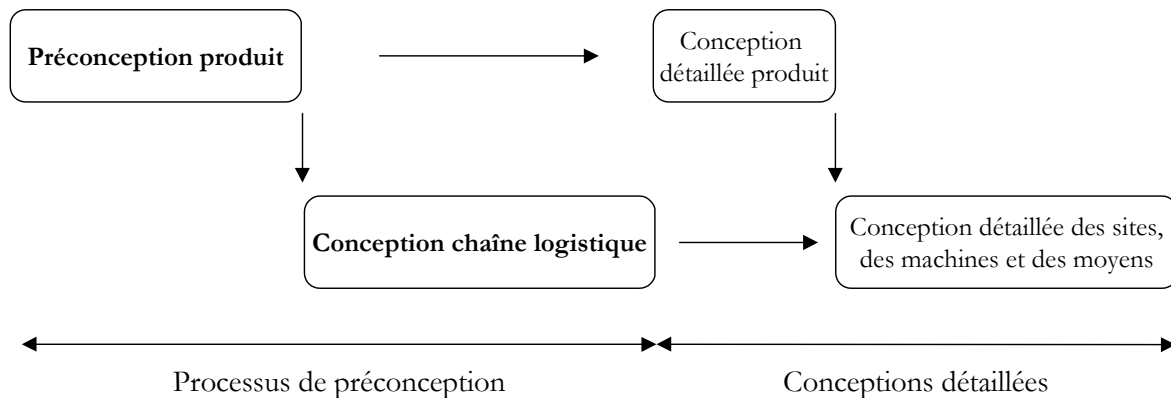 Préconception produit
Conception
détaillée produit
Conception chaîne logistique
Conception détaillée des sites,
des machines et des moyens
Processus de préconception
Conceptions détaillées